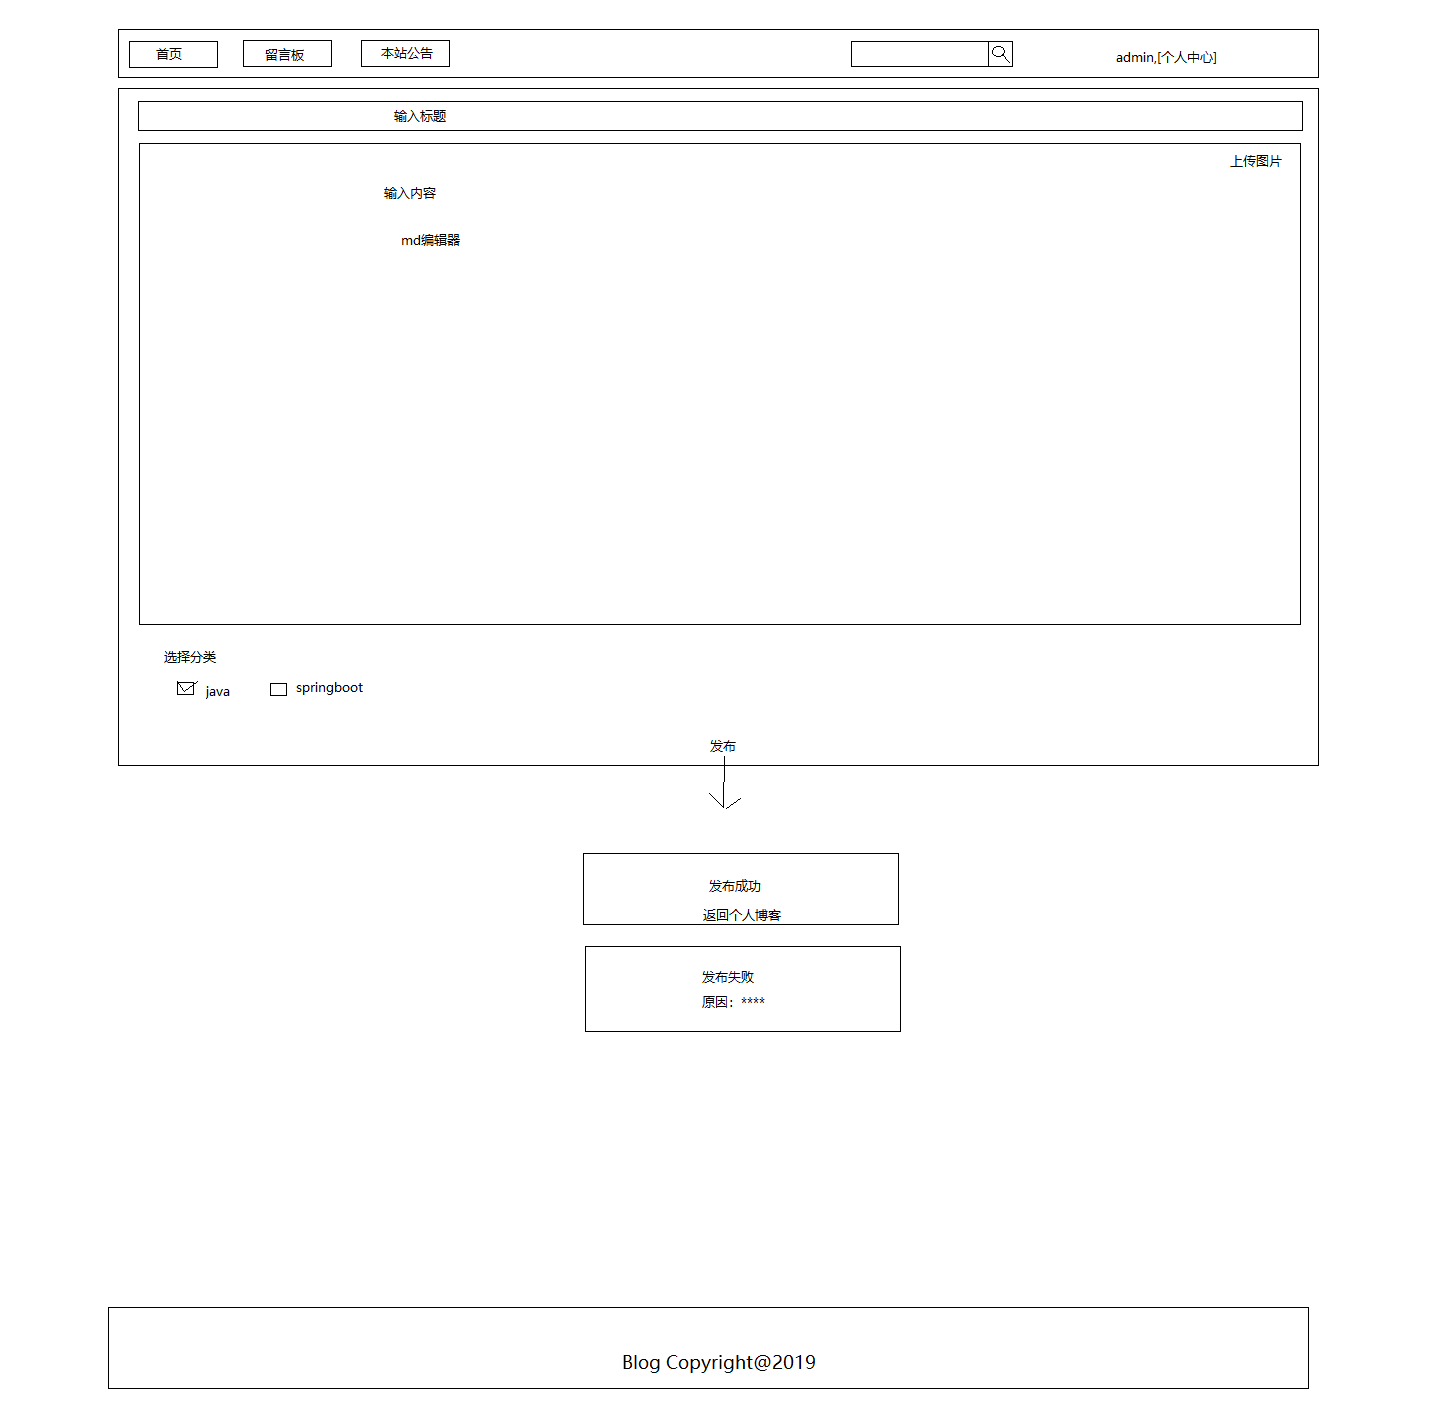 首页
留言板
本站公告
admin,[个人中心]
输入标题
上传图片
输入内容
md编辑器
选择分类
java
springboot
发布
发布成功
返回个人博客
发布失败
原因：****
Blog Copyright@2019